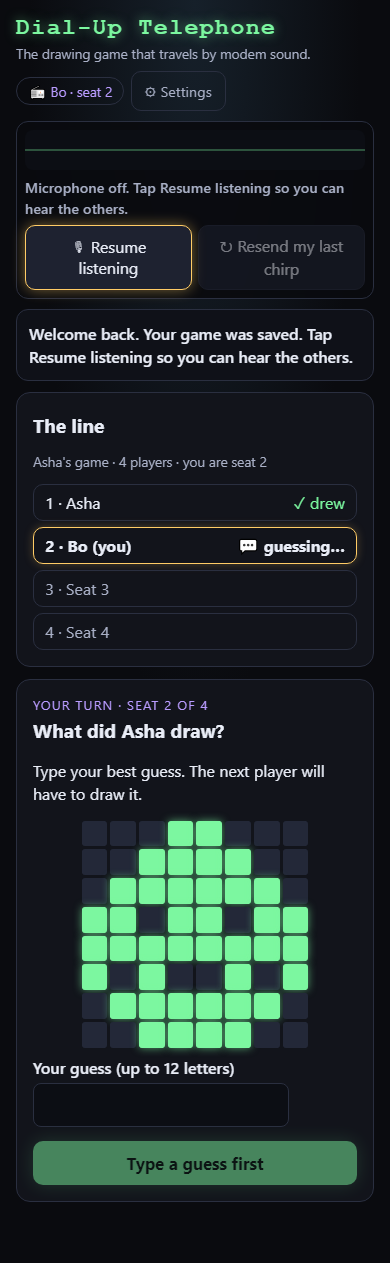 Dial-Up Telephone
The drawing game that travels by modem sound.
📻 Bo · seat 2
⚙ Settings
Microphone off. Tap Resume listening so you can
hear the others.
🎙 Resume
listening
↻ Resend my last
chirp
Welcome back. Your game was saved. Tap
Resume listening so you can hear the others.
The line
Asha's game · 4 players · you are seat 2
1 · Asha
✓ drew
2 · Bo (you)
💬 guessing…
3 · Seat 3
4 · Seat 4
YOUR TURN · SEAT 2 OF 4
What did Asha draw?
Type your best guess. The next player will
have to draw it.
Your guess (up to 12 letters)
Type a guess first